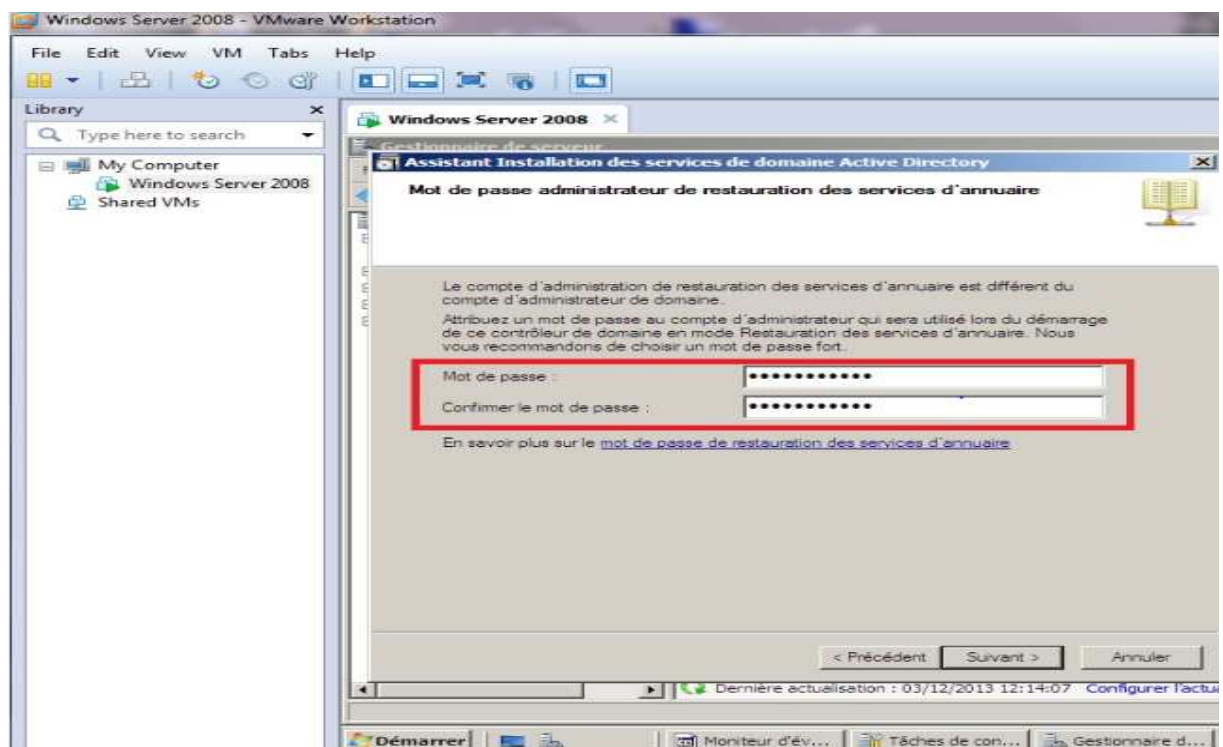 Windows Server 2008 - VMware Workstation
File Edit View VM Tabs Help
Library
Type here to search
My Computer
Windows Server 2008
Shared VMs
Windows Server 2008
Gestionnaire de serveur
Assistant Installation des services de domaine Active Directory
Mot de passe administrateur de restauration des services d'annuaire
Le compte d'administration de restauration des services d'annuaire est différent du
compte d'administrateur de domaine.
Attribuez un mot de passe au compte d'administrateur qui sera utilisé lors du démarrage
de ce contrôleur de domaine en mode Restauration des services d'annuaire. Nous
vous recommandons de choisir un mot de passe fort.
Mot de passe :
Confirmer le mot de passe :
En savoir plus sur le mot de passe de restauration des services d'annuaire
< Précédent Suivant > Annuler
Dernière actualisation : 03/12/2013 12:14:07 Configurer l'actu
Démarrer Moniteur d'év... Tâches de con... Gestionnaire d...